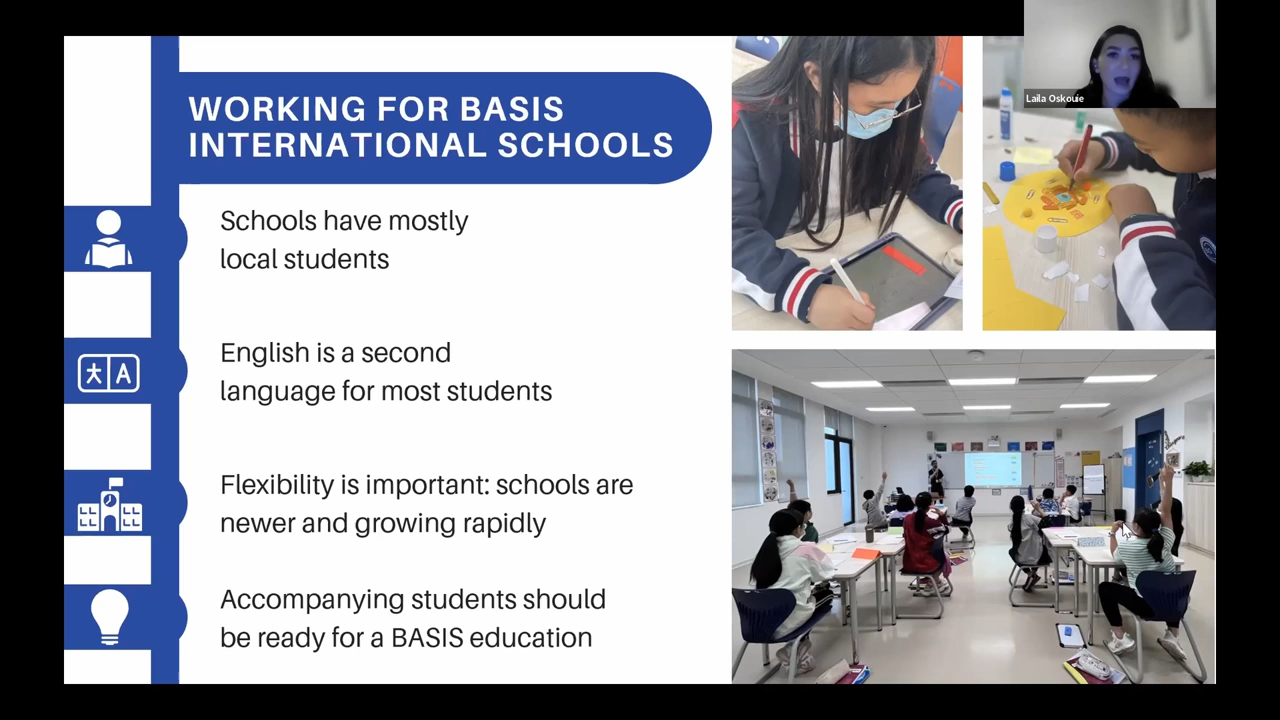 WORKING FOR BASIS
INTERNATIONAL SCHOOLS
Laila Oskouie
Schools have mostly
local students
大 A
English is a second
language for most students
Flexibility is important: schools are
newer and growing rapidly
Accompanying students should
be ready for a BASIS education